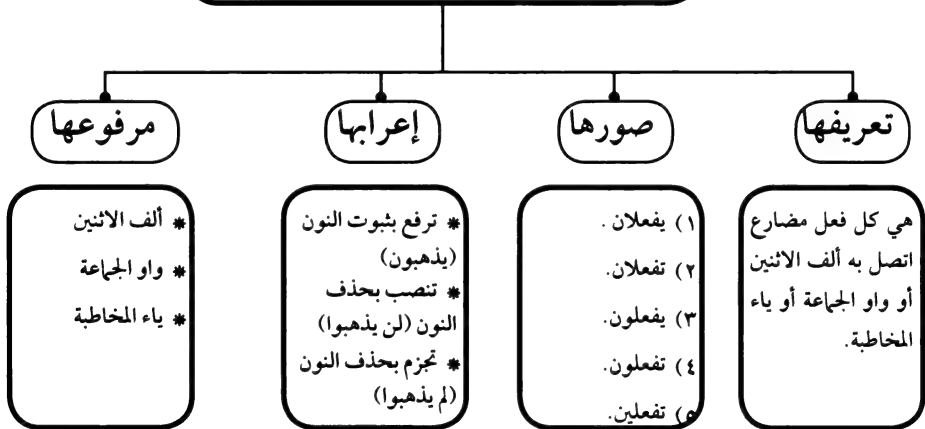 تعريفها
هي كل فعل مضارع
اتصل به ألف الاثنين
أو واو الجماعة أو ياء
المخاطبة.
صورها
١) يفعلان.
٢) تفعلان.
٣) يفعلون.
٤) تفعلون.
٥) تفعلين.
إعرابها
* ترفع بثبوت النون
(يذهبون)
* تنصب بحذف
النون (لن يذهبوا)
* تجزم بحذف النون
(لم يذهبوا)
مرفوعها
* ألف الاثنين
* واو الجماعة
* ياء المخاطبة